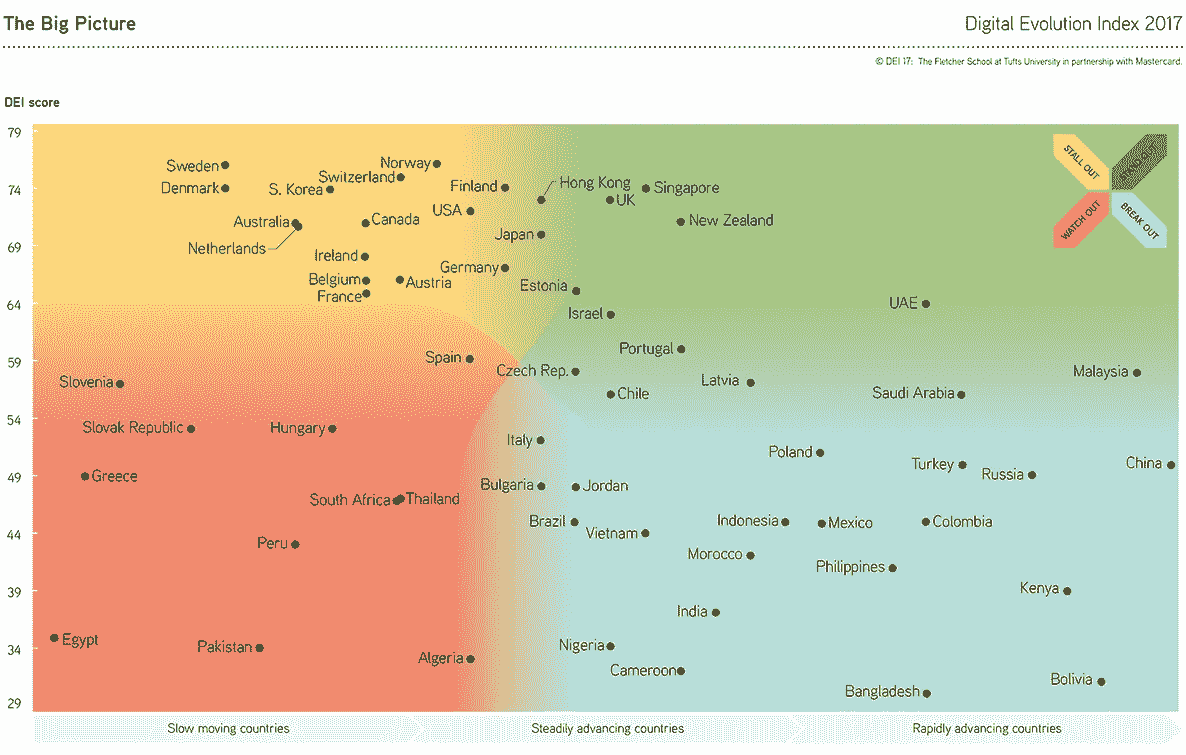 The Big Picture
Digital Evolution Index 2017
© DEI 17: The Fletcher School at Tufts University in partnership with Mastercard.
DEI score
79
74
69
64
59
54
49
44
39
34
29
STALL OUT
STAND OUT
WATCH OUT
BREAK OUT
Sweden
Norway
Switzerland
Denmark
S. Korea
Finland
Hong Kong
Singapore
UK
USA
Australia
Canada
New Zealand
Netherlands
Japan
Ireland
Germany
Belgium
Austria
Estonia
France
UAE
Israel
Portugal
Spain
Czech Rep.
Malaysia
Slovenia
Latvia
Chile
Saudi Arabia
Slovak Republic
Hungary
Italy
Poland
Turkey
China
Russia
Greece
Bulgaria
Jordan
South Africa
Thailand
Brazil
Indonesia
Mexico
Colombia
Vietnam
Peru
Morocco
Philippines
Kenya
India
Egypt
Pakistan
Nigeria
Algeria
Cameroon
Bolivia
Bangladesh
Slow moving countries
Steadily advancing countries
Rapidly advancing countries